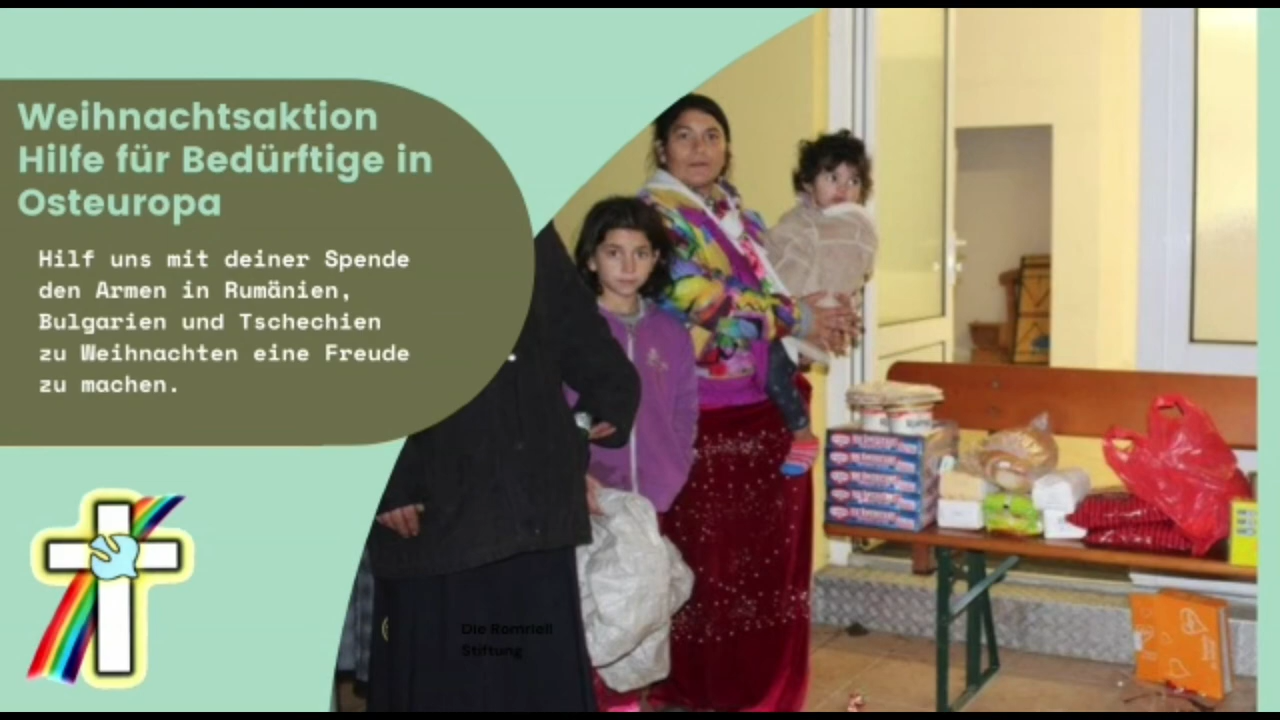 Weihnachtsaktion
Hilfe für Bedürftige in
Osteuropa
Hilf uns mit deiner Spende
den Armen in Rumänien,
Bulgarien und Tschechien
zu Weihnachten eine Freude
zu machen.
Die Romriell
Stiftung